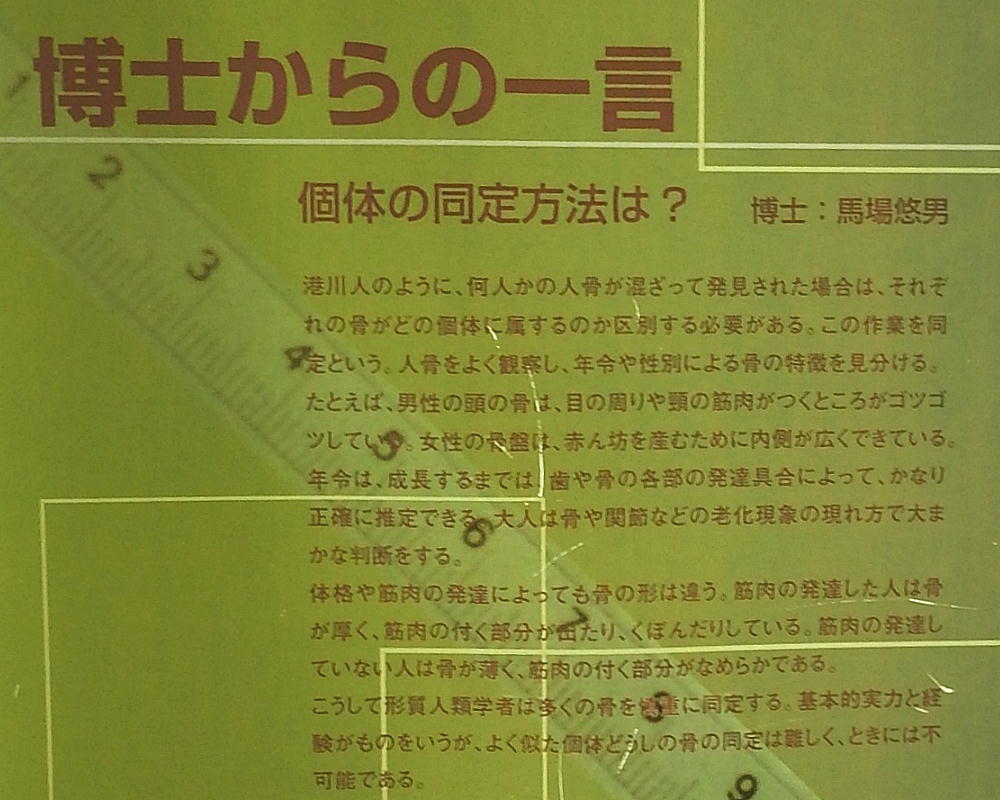 博士からの一言
個体の同定方法は？ 博士：馬場悠男
港川人のように、何人かの人骨が混ざって発見された場合は、それぞ
れの骨がどの個体に属するのか区別する必要がある。この作業を同
定という。人骨をよく観察し、年令や性別による骨の特徴を見分ける。
たとえば、男性の頭の骨は、目の周りや頸の筋肉がつくところがゴツゴ
ツしている。女性の骨盤は、赤ん坊を産むために内側が広くできている。
年令は、成長するまでは、歯や骨の各部の発達具合によって、かなり
正確に推定できる。大人は骨や関節などの老化現象の現れ方で大ま
かな判断をする。
体格や筋肉の発達によっても骨の形は違う。筋肉の発達した人は骨
が厚く、筋肉の付く部分が出たり、くぼんだりしている。筋肉の発達し
ていない人は骨が薄く、筋肉の付く部分がなめらかである。
こうして形質人類学者は多くの骨を慎重に同定する。基本的実力と経
験がものをいうが、よく似た個体どうしの骨の同定は難しく、ときには不
可能である。
1
2
3
4
5
6
7
8
9